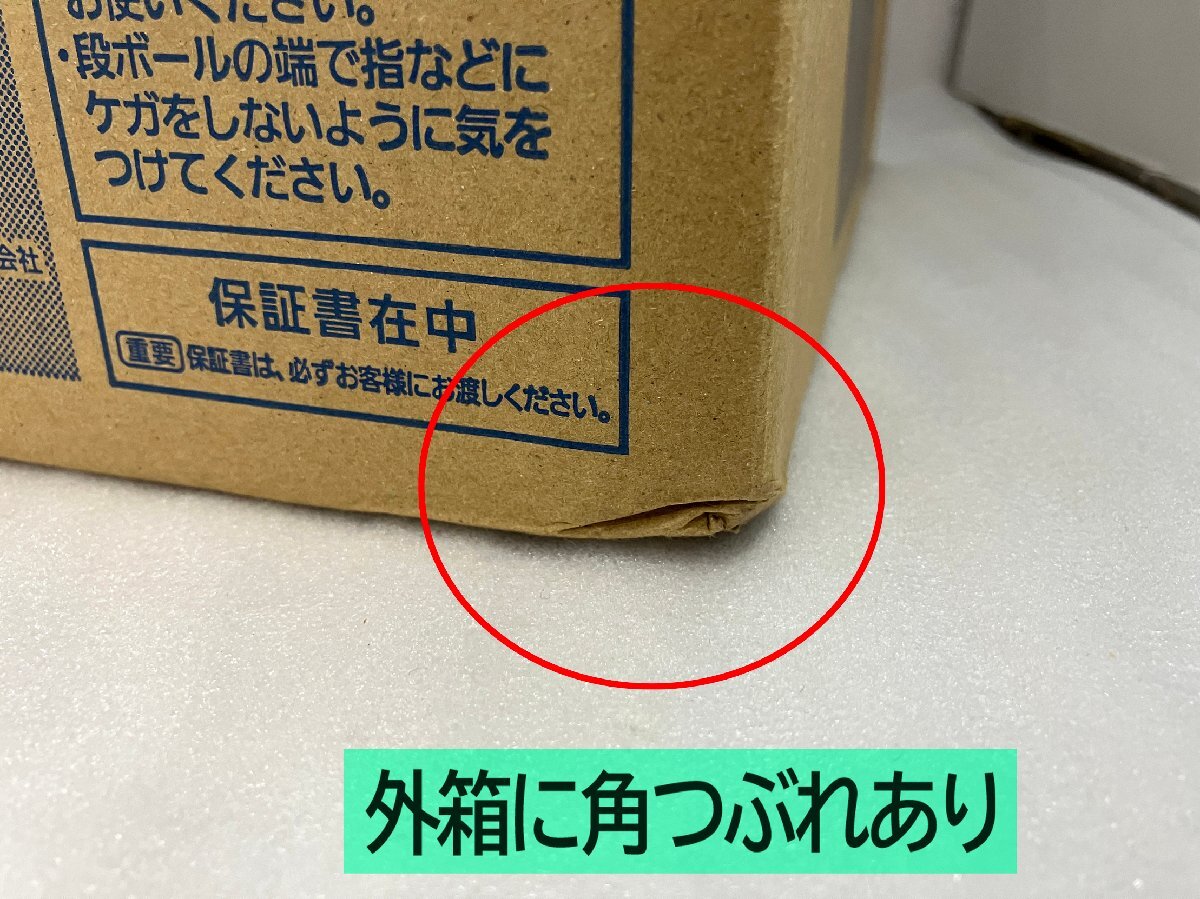 お使いください。
・段ボールの端で指などに
ケガをしないように気を
つけてください。
会社
保証書在中
重要 保証書は、必ずお客様にお渡しください。
外箱に角つぶれあり